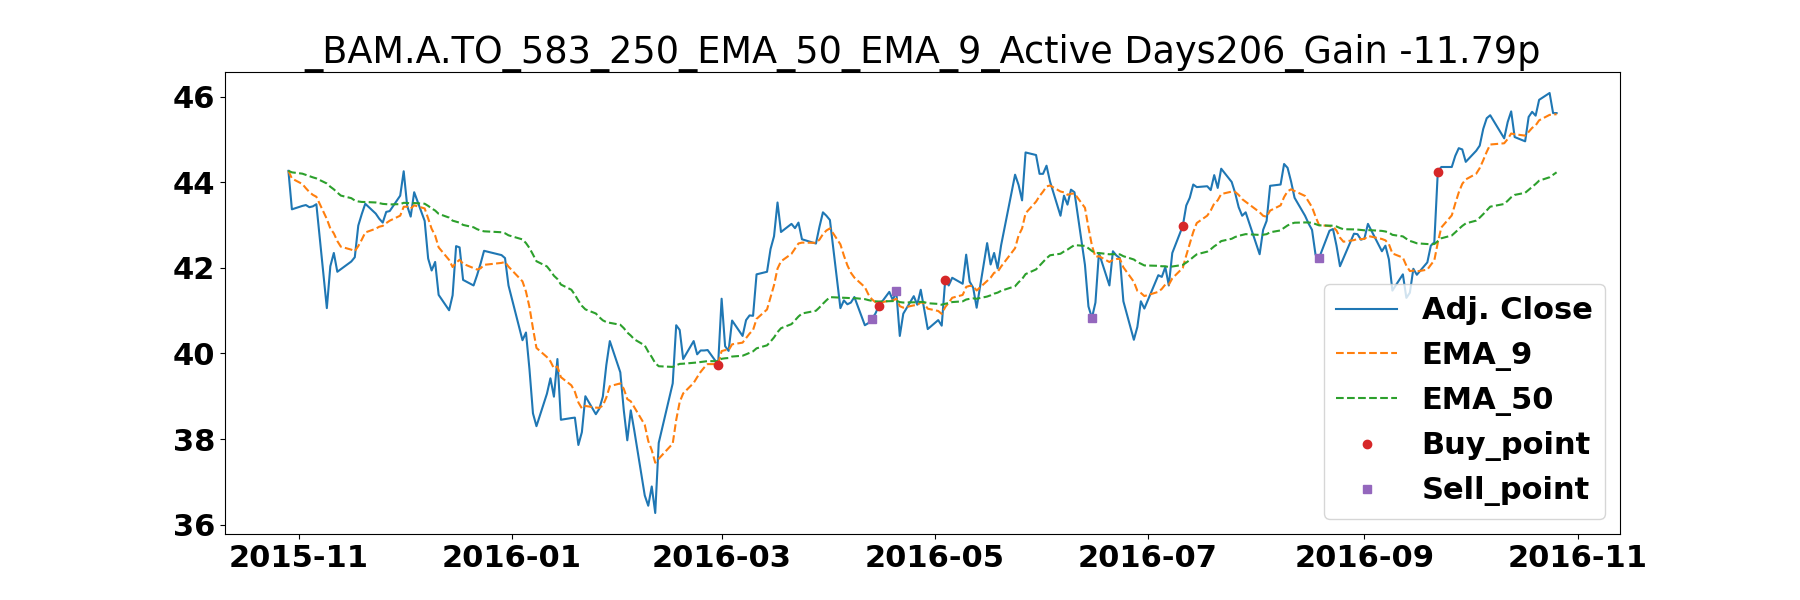 _BAM.A.TO_583_250_EMA_50_EMA_9_Active Days206_Gain -11.79p
46
44
42
40
38
36
Adj. Close
EMA_9
EMA_50
Buy_point
Sell_point
2015-11 2016-01 2016-03 2016-05 2016-07 2016-09 2016-11